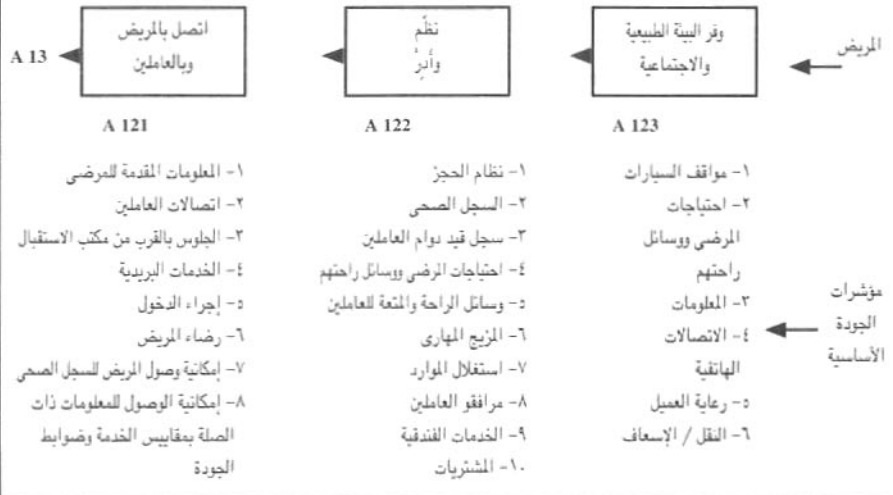 المريض
وفر البيئة الطبيعية
والاجتماعية
نظِّم
وأَدِرْ
اتصل بالمريض
وبالعاملين
A 13
A 123
A 122
A 121
١- مواقف السيارات
٢- احتياجات
المرضى ووسائل
راحتهم
٣- المعلومات
٤- الاتصالات
الهاتفية
٥- رعاية العميل
٦- النقل / الإسعاف
١- نظام الحجز
٢- السجل الصحى
٣- سجل قيد دوام العاملين
٤- احتياجات المرضى ووسائل راحتهم
٥- وسائل الراحة والمتعة للعاملين
٦- المزيج المهارى
٧- استغلال الموارد
٨- مرافقو العاملين
٩- الخدمات الفندقية
١٠- المشتريات
١- المعلومات المقدمة للمرضى
٢- اتصالات العاملين
٣- الجلوس بالقرب من مكتب الاستقبال
٤- الخدمات البريدية
٥- إجراء الدخول
٦- رضاء المريض
٧- إمكانية وصول المريض للسجل الصحى
٨- إمكانية الوصول للمعلومات ذات
الصلة بمقاييس الخدمة وضوابط
الجودة
مؤشرات
الجودة
الأساسية